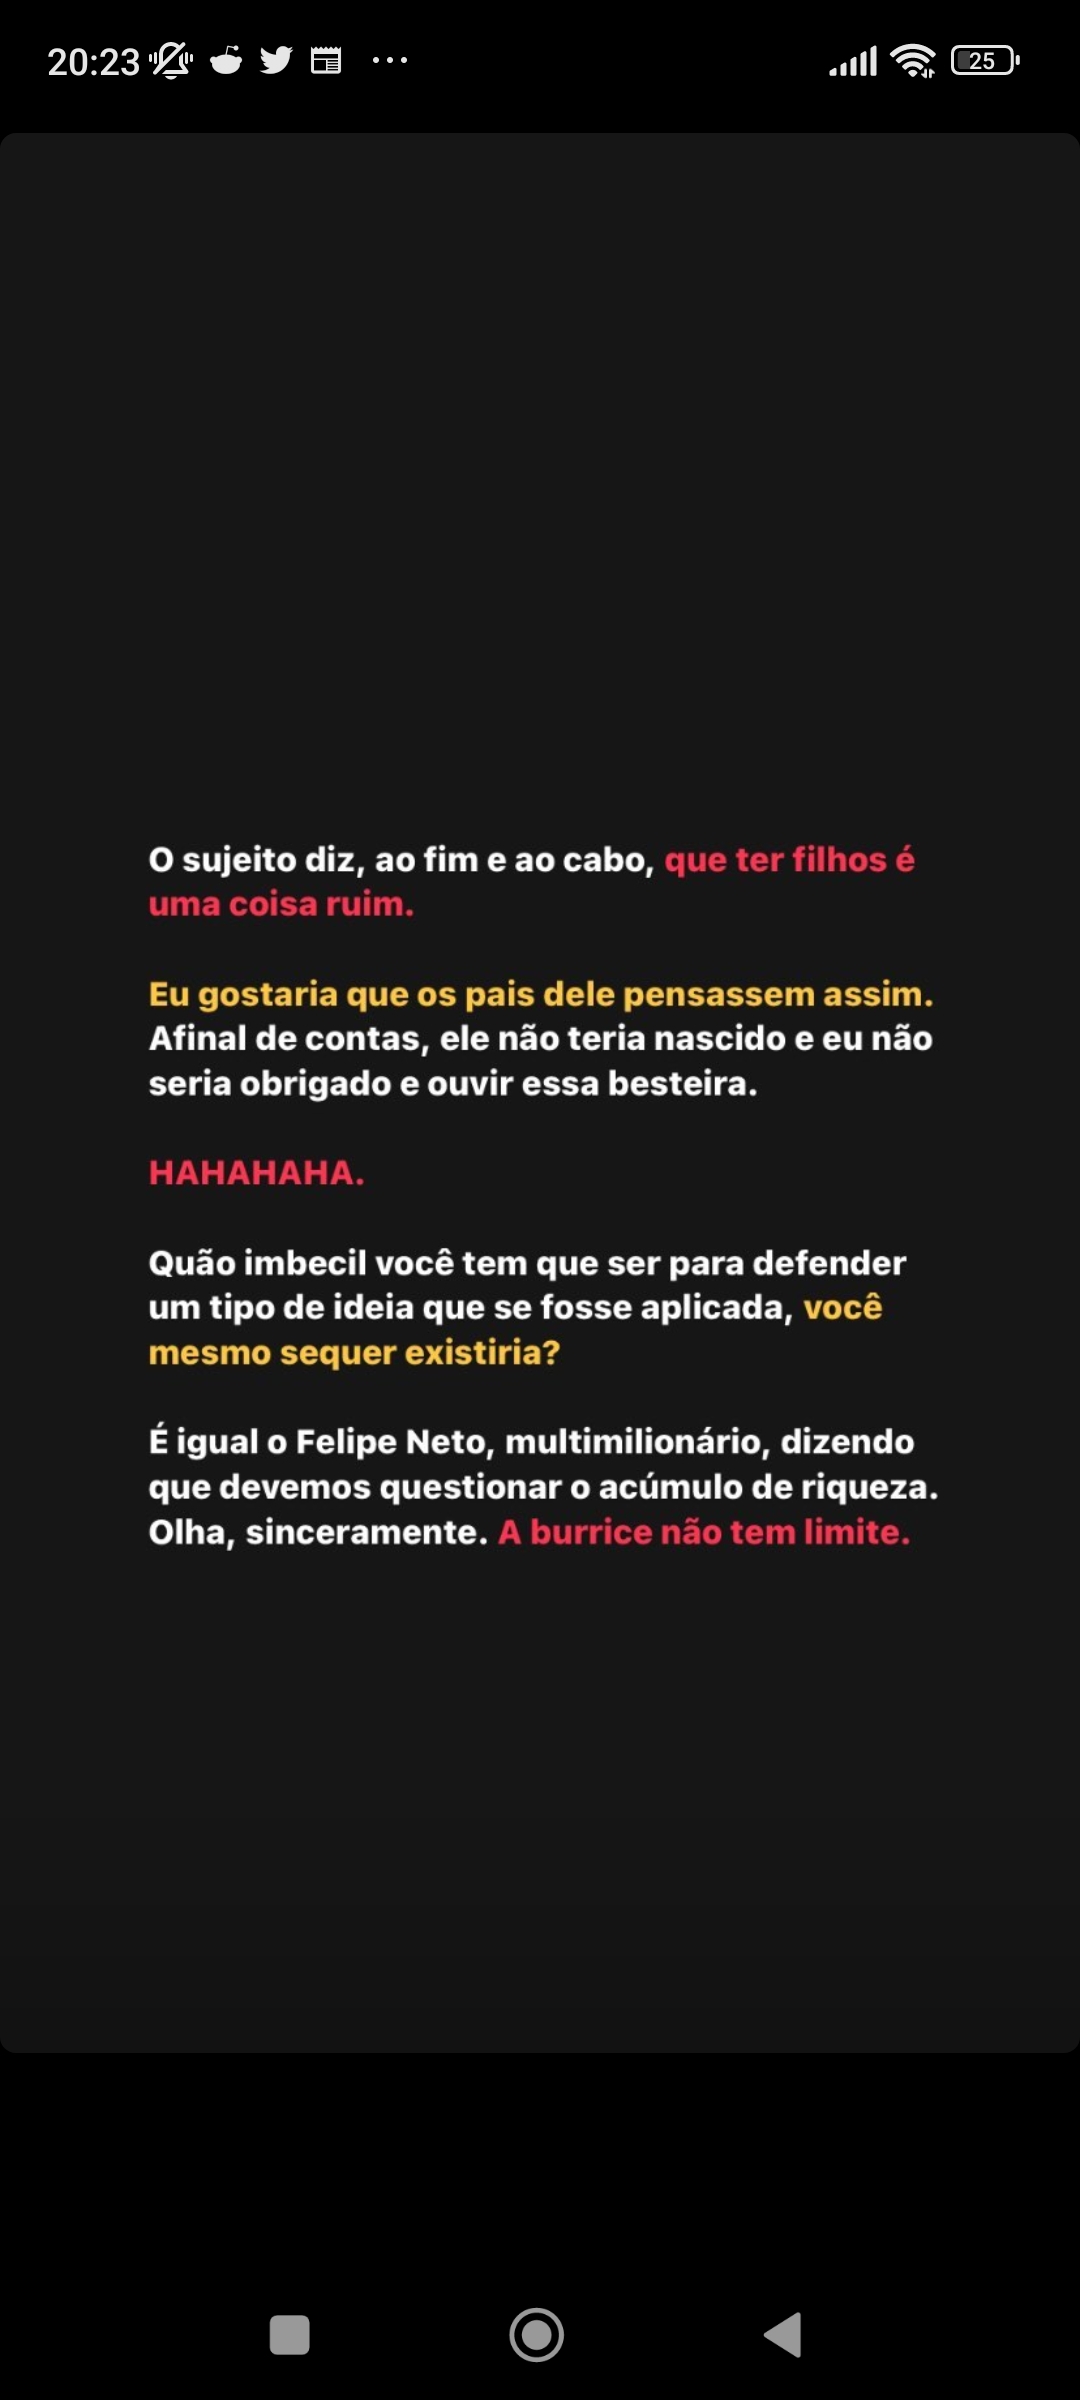 20:23
25
O sujeito diz, ao fim e ao cabo, que ter filhos é
uma coisa ruim.
Eu gostaria que os pais dele pensassem assim.
Afinal de contas, ele não teria nascido e eu não
seria obrigado e ouvir essa besteira.
HAHAHAHA.
Quão imbecil você tem que ser para defender
um tipo de ideia que se fosse aplicada, você
mesmo sequer existiria?
É igual o Felipe Neto, multimilionário, dizendo
que devemos questionar o acúmulo de riqueza.
Olha, sinceramente. A burrice não tem limite.